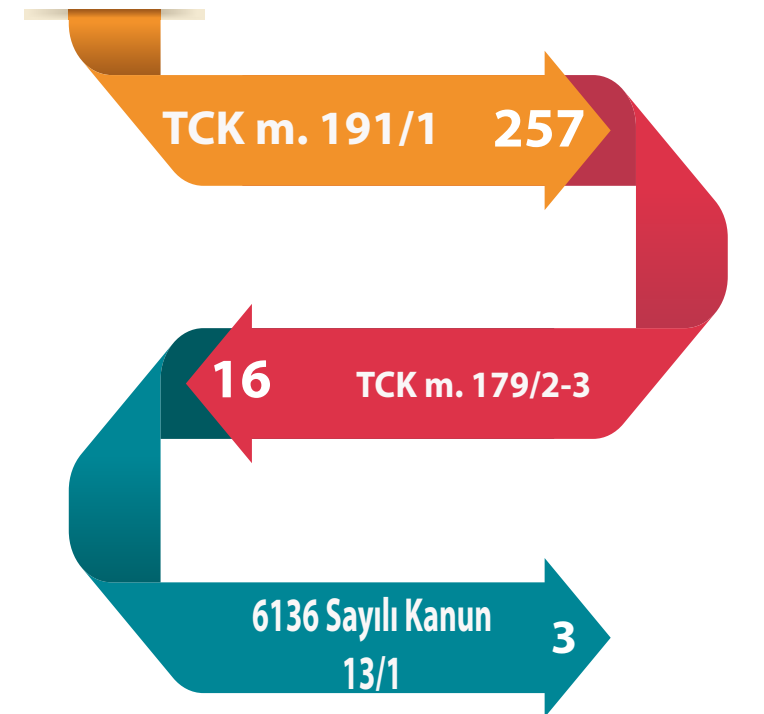 TCK m. 191/1 257
16 TCK m. 179/2-3
6136 Sayılı Kanun
13/1
3